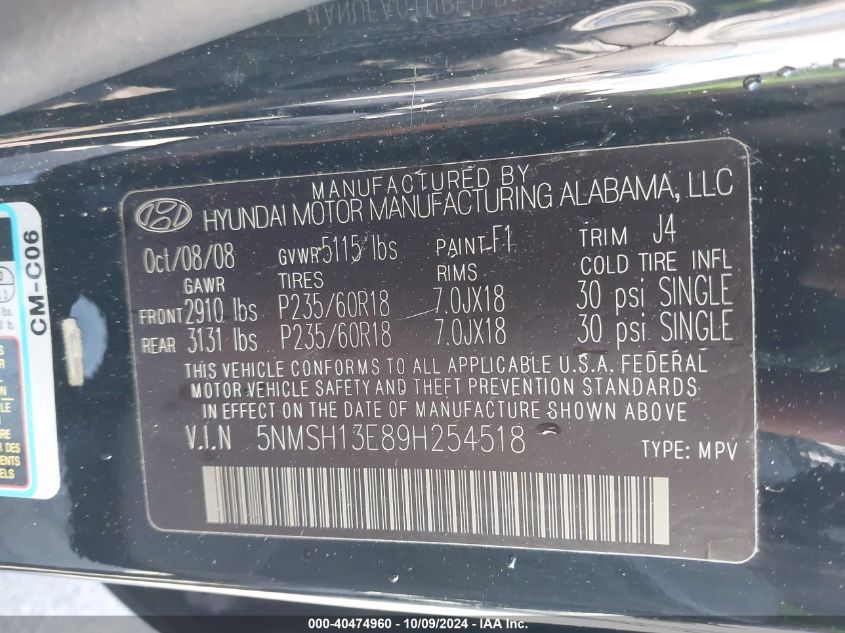 MANUFACTURED BY
HYUNDAI MOTOR MANUFACTURING ALABAMA, LLC
Oct/08/08 GVWR 5115 lbs PAINT F1 TRIM J4
GAWR TIRES RIMS COLD TIRE INFL
FRONT 2910 lbs P235/60R18 7.0JX18 30 psi SINGLE
REAR 3131 lbs P235/60R18 7.0JX18 30 psi SINGLE
THIS VEHICLE CONFORMS TO ALL APPLICABLE U.S.A. FEDERAL
MOTOR VEHICLE SAFETY AND THEFT PREVENTION STANDARDS
IN EFFECT ON THE DATE OF MANUFACTURE SHOWN ABOVE
V.I.N 5NMSH13E89H254518 TYPE: MPV
CM-C06
000-40474960 - 10/09/2024 - IAA Inc.